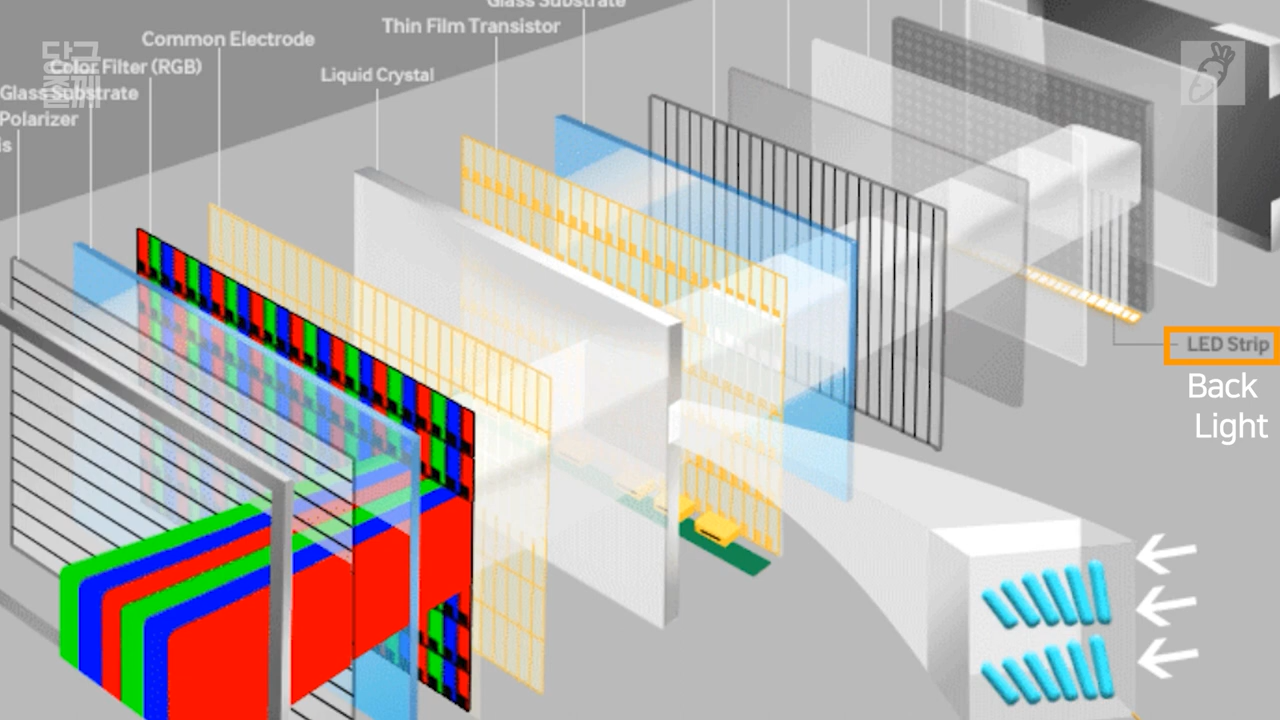 Glass Substrate
Thin Film Transistor
Common Electrode
Color Filter (RGB)
Liquid Crystal
Glass Substrate
Polarizer
is
LED Strip
Back
Light